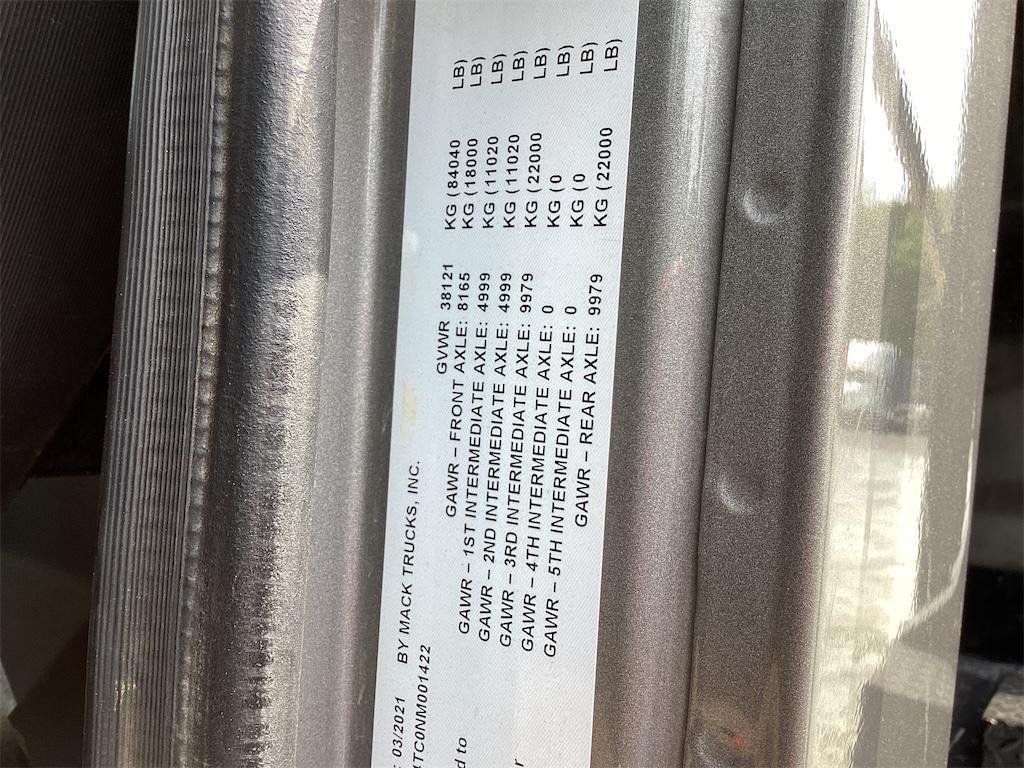 : 03/2021 BY MACK TRUCKS, INC.
TC0NM001422
GVWR 38121 KG (84040 LB)
GAWR – FRONT AXLE: 8165 KG (18000 LB)
GAWR – 1ST INTERMEDIATE AXLE: 4999 KG (11020 LB)
GAWR – 2ND INTERMEDIATE AXLE: 4999 KG (11020 LB)
GAWR – 3RD INTERMEDIATE AXLE: 9979 KG (22000 LB)
GAWR – 4TH INTERMEDIATE AXLE: 0 KG (0 LB)
GAWR – 5TH INTERMEDIATE AXLE: 0 KG (0 LB)
GAWR – REAR AXLE: 9979 KG (22000 LB)
d to
r